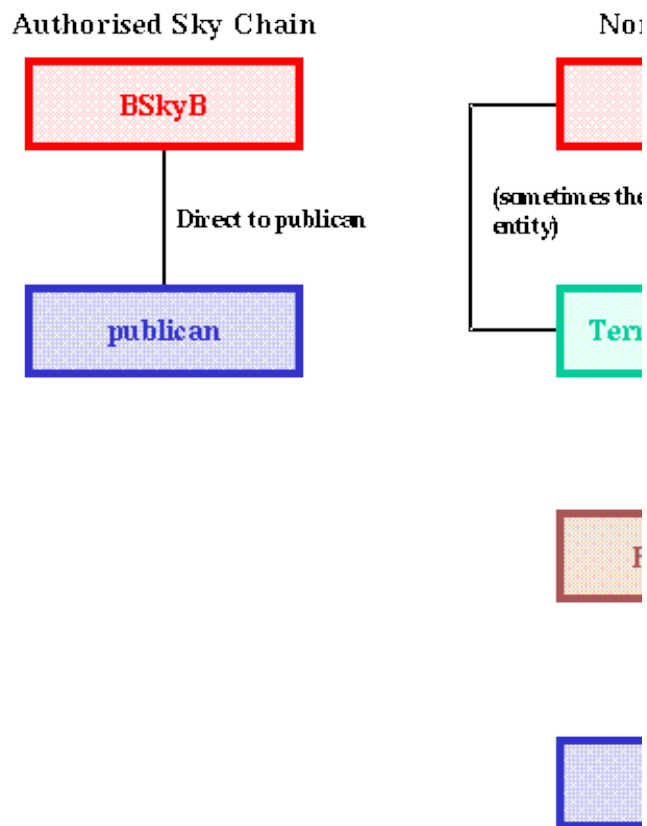 Authorised Sky Chain
BSkyB
Direct to publican
publican
(sometimes the
entity)